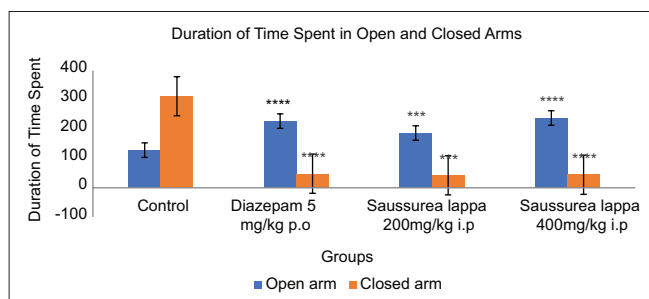 Duration of Time Spent in Open and Closed Arms
Duration of Time Spent
400
300
200
100
0
-100
****
****
***
***
****
****
Control
Diazepam 5
mg/kg p.o
Saussurea lappa
200mg/kg i.p
Saussurea lappa
400mg/kg i.p
Groups
Open arm
Closed arm